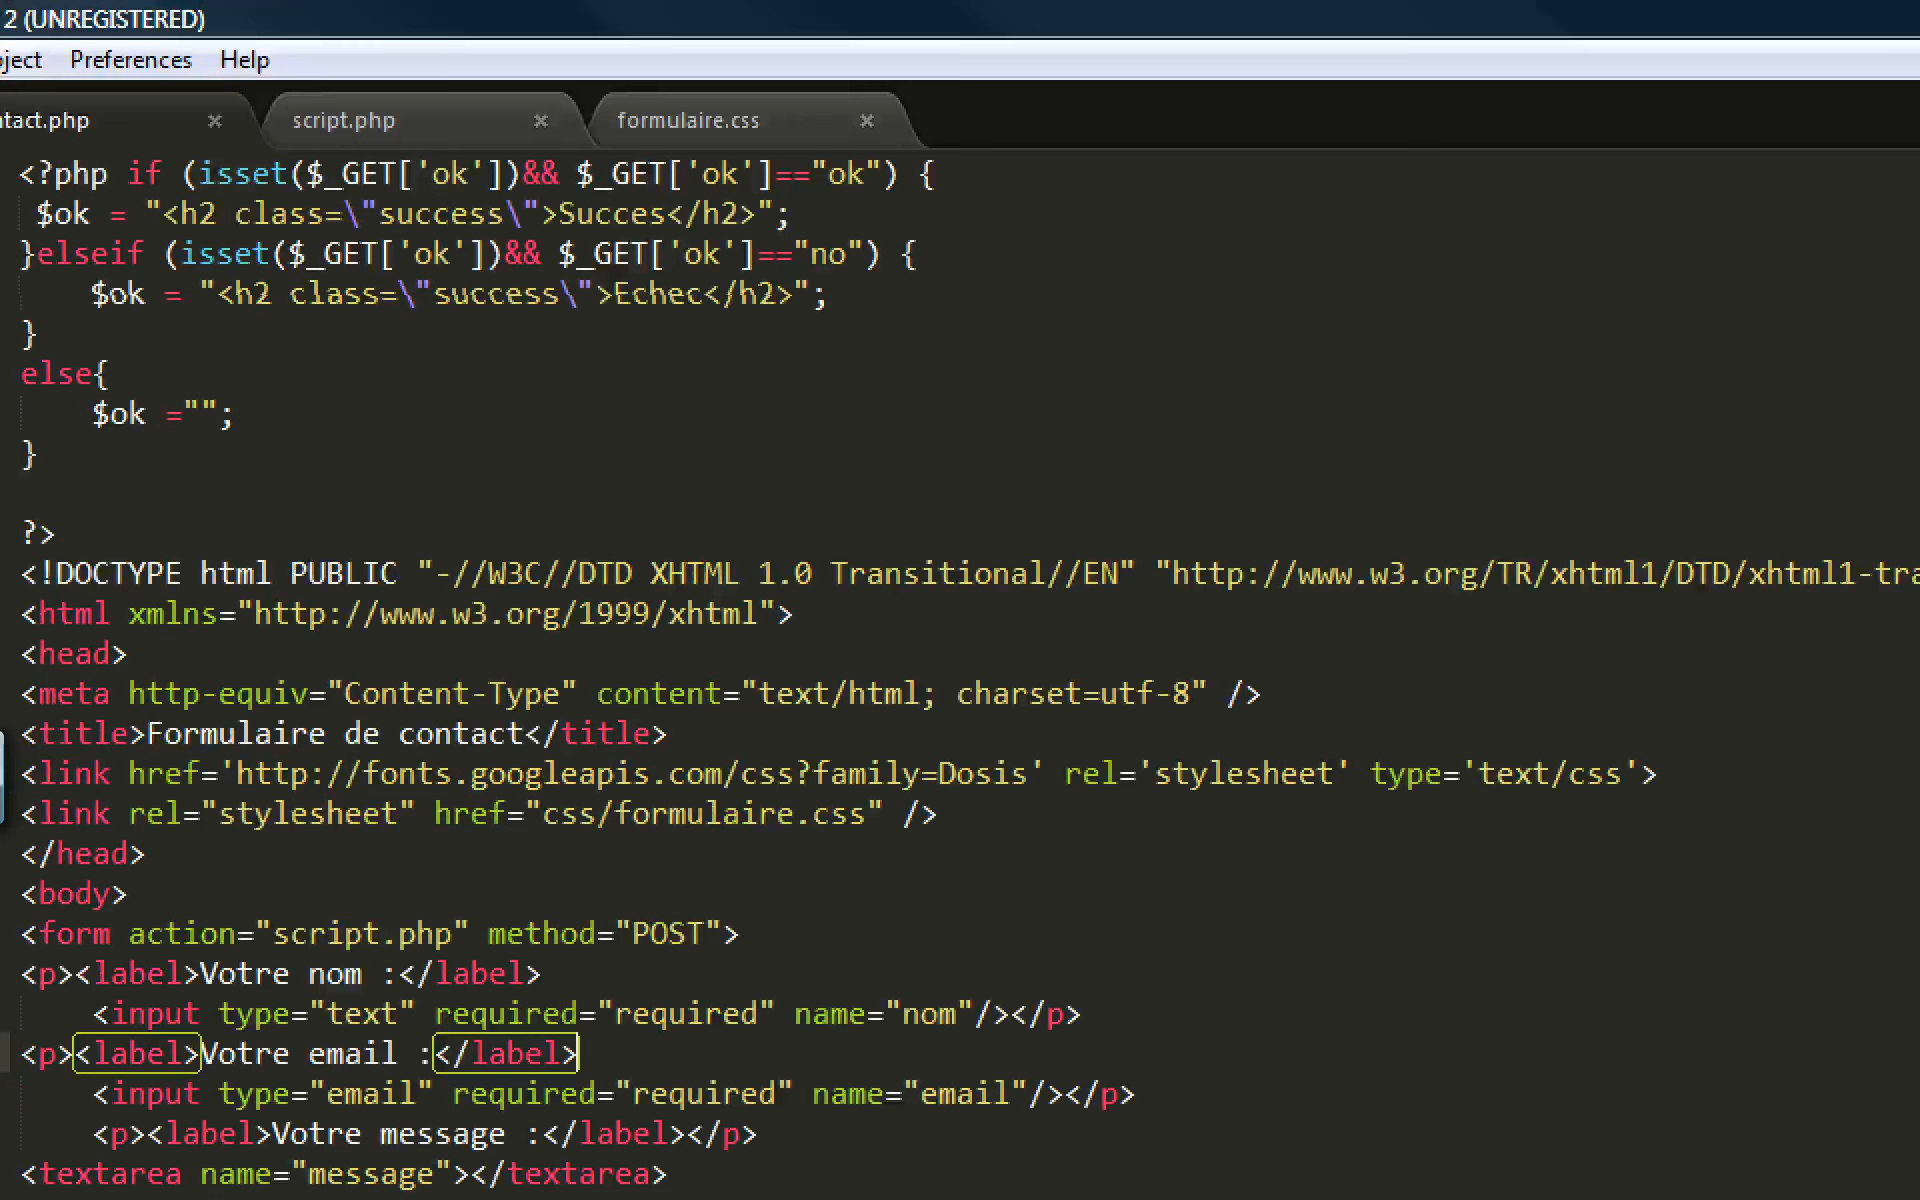 2 (UNREGISTERED)
Preferences Help
script.php × formulaire.css ×
<?php if (isset($_GET['ok'])&& $_GET['ok']=="ok") {
$ok = "<h2 class=\"success\">Succes</h2>";
}elseif (isset($_GET['ok'])&& $_GET['ok']=="no") {
$ok = "<h2 class=\"success\">Echec</h2>";
}
else{
$ok ="";
}
?>
<!DOCTYPE html PUBLIC "-//W3C//DTD XHTML 1.0 Transitional//EN" "http://www.w3.org/TR/xhtml1/DTD/xhtml1-tra
<html xmlns="http://www.w3.org/1999/xhtml">
<head>
<meta http-equiv="Content-Type" content="text/html; charset=utf-8" />
<title>Formulaire de contact</title>
<link href='http://fonts.googleapis.com/css?family=Dosis' rel='stylesheet' type='text/css'>
<link rel="stylesheet" href="css/formulaire.css" />
</head>
<body>
<form action="script.php" method="POST">
<p><label>Votre nom :</label>
<input type="text" required="required" name="nom"/></p>
<p><label>Votre email :</label>
<input type="email" required="required" name="email"/></p>
<p><label>Votre message :</label></p>
<textarea name="message"></textarea>